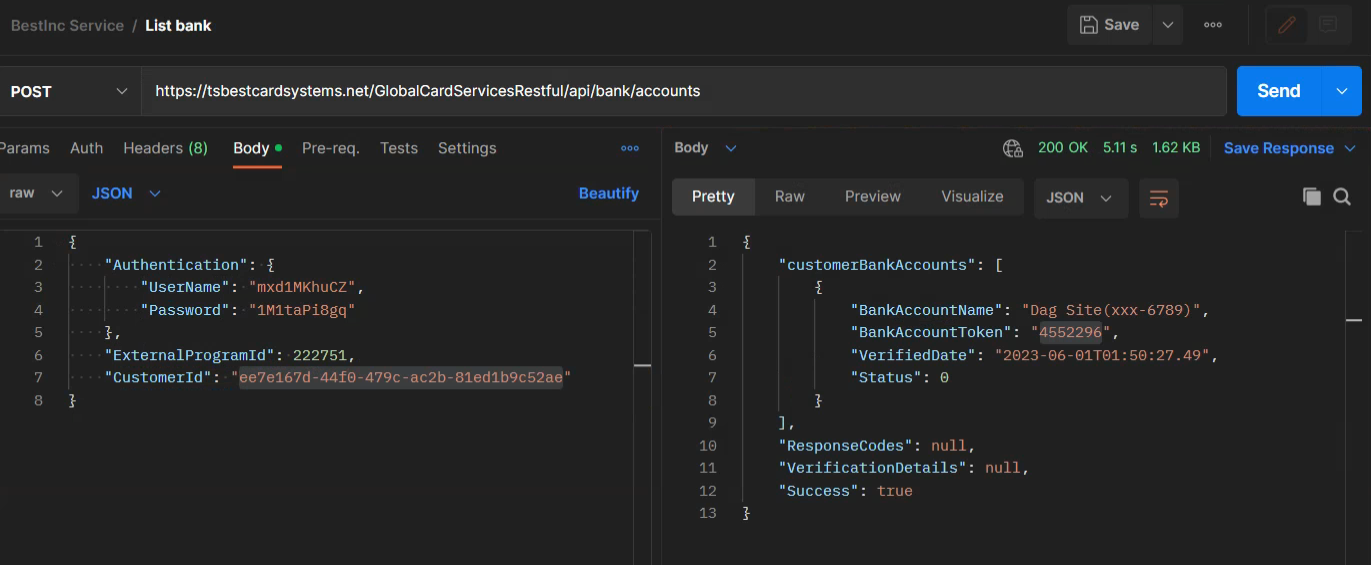 BestInc Service / List bank
Save
POST
https://tsbestcardsystems.net/GlobalCardServicesRestful/api/bank/accounts
Send
Params Auth Headers (8) Body Pre-req. Tests Settings
raw JSON Beautify
1 {
2 "Authentication": {
3 "UserName": "mxd1MKhuCZ",
4 "Password": "1M1taPi8gq"
5 },
6 "ExternalProgramId": 222751,
7 "CustomerId": "ee7e167d-44f0-479c-ac2b-81ed1b9c52ae"
8 }
Body 200 OK 5.11 s 1.62 KB Save Response
Pretty Raw Preview Visualize JSON
1 {
2 "customerBankAccounts": [
3 {
4 "BankAccountName": "Dag Site(xxx-6789)",
5 "BankAccountToken": "4552296",
6 "VerifiedDate": "2023-06-01T01:50:27.49",
7 "Status": 0
8 }
9 ],
10 "ResponseCodes": null,
11 "VerificationDetails": null,
12 "Success": true
13 }